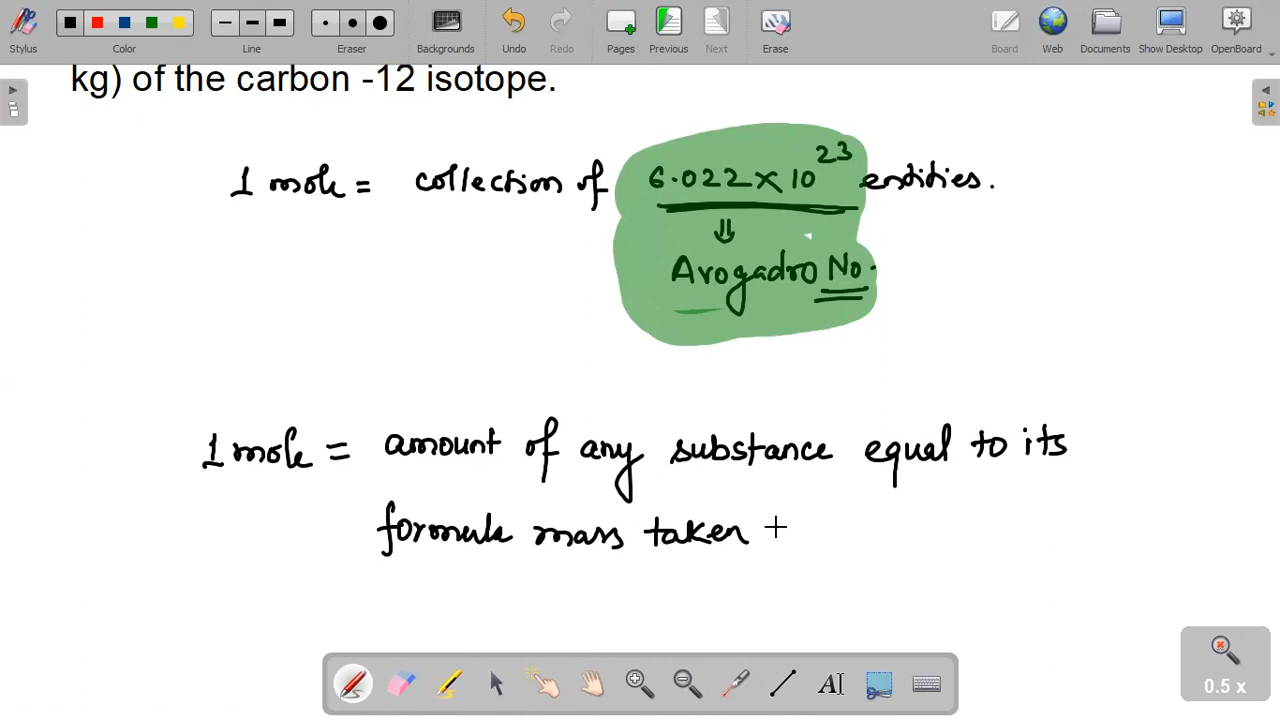 Stylus Color Line Eraser Backgrounds Undo Redo Pages Previous Next Erase Board Web Documents Show Desktop OpenBoard
kg) of the carbon -12 isotope.
1 mole = collection of 6.022 × 10^23 entities.
⇓
Avogadro No.
1 mole = amount of any substance equal to its
formula mass taken
0.5 x